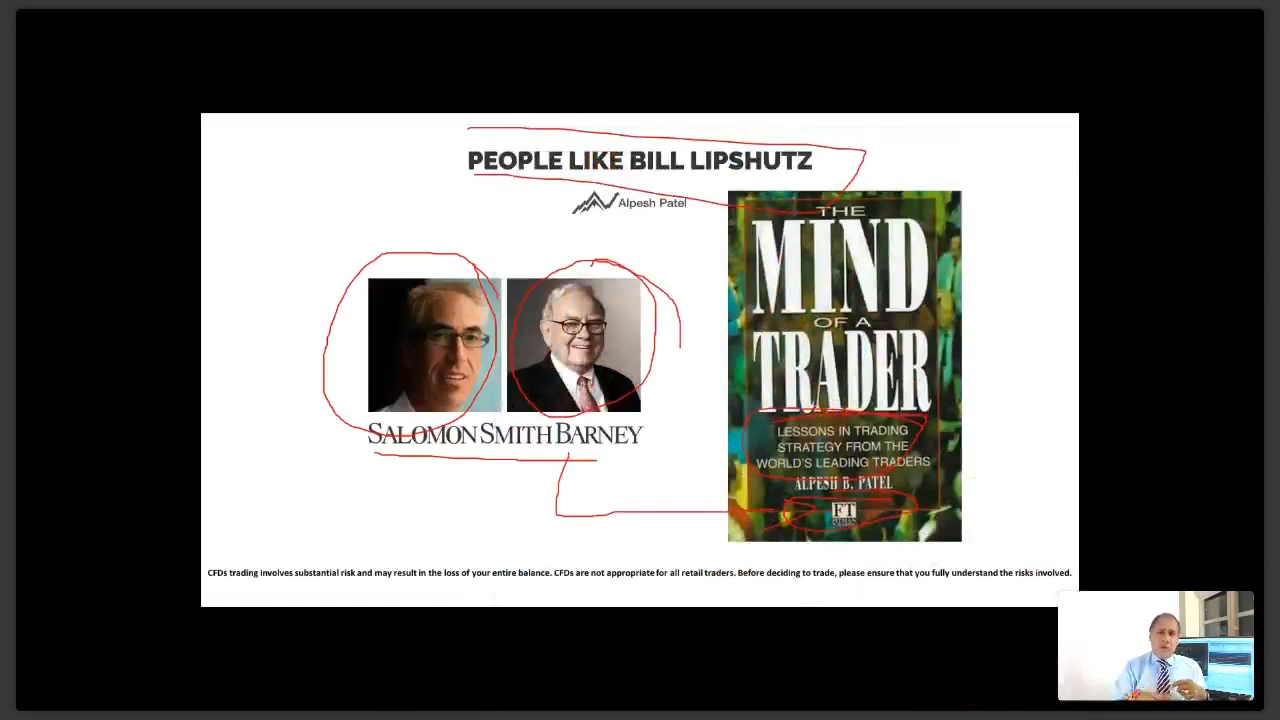 PEOPLE LIKE BILL LIPSHUTZ
Alpesh Patel
THE
MIND
OF A
TRADER
LESSONS IN TRADING
STRATEGY FROM THE
WORLD'S LEADING TRADERS
ALPESH B. PATEL
FT
SALOMON SMITH BARNEY
CFDs trading involves substantial risk and may result in the loss of your entire balance. CFDs are not appropriate for all retail traders. Before deciding to trade, please ensure that you fully understand the risks involved.